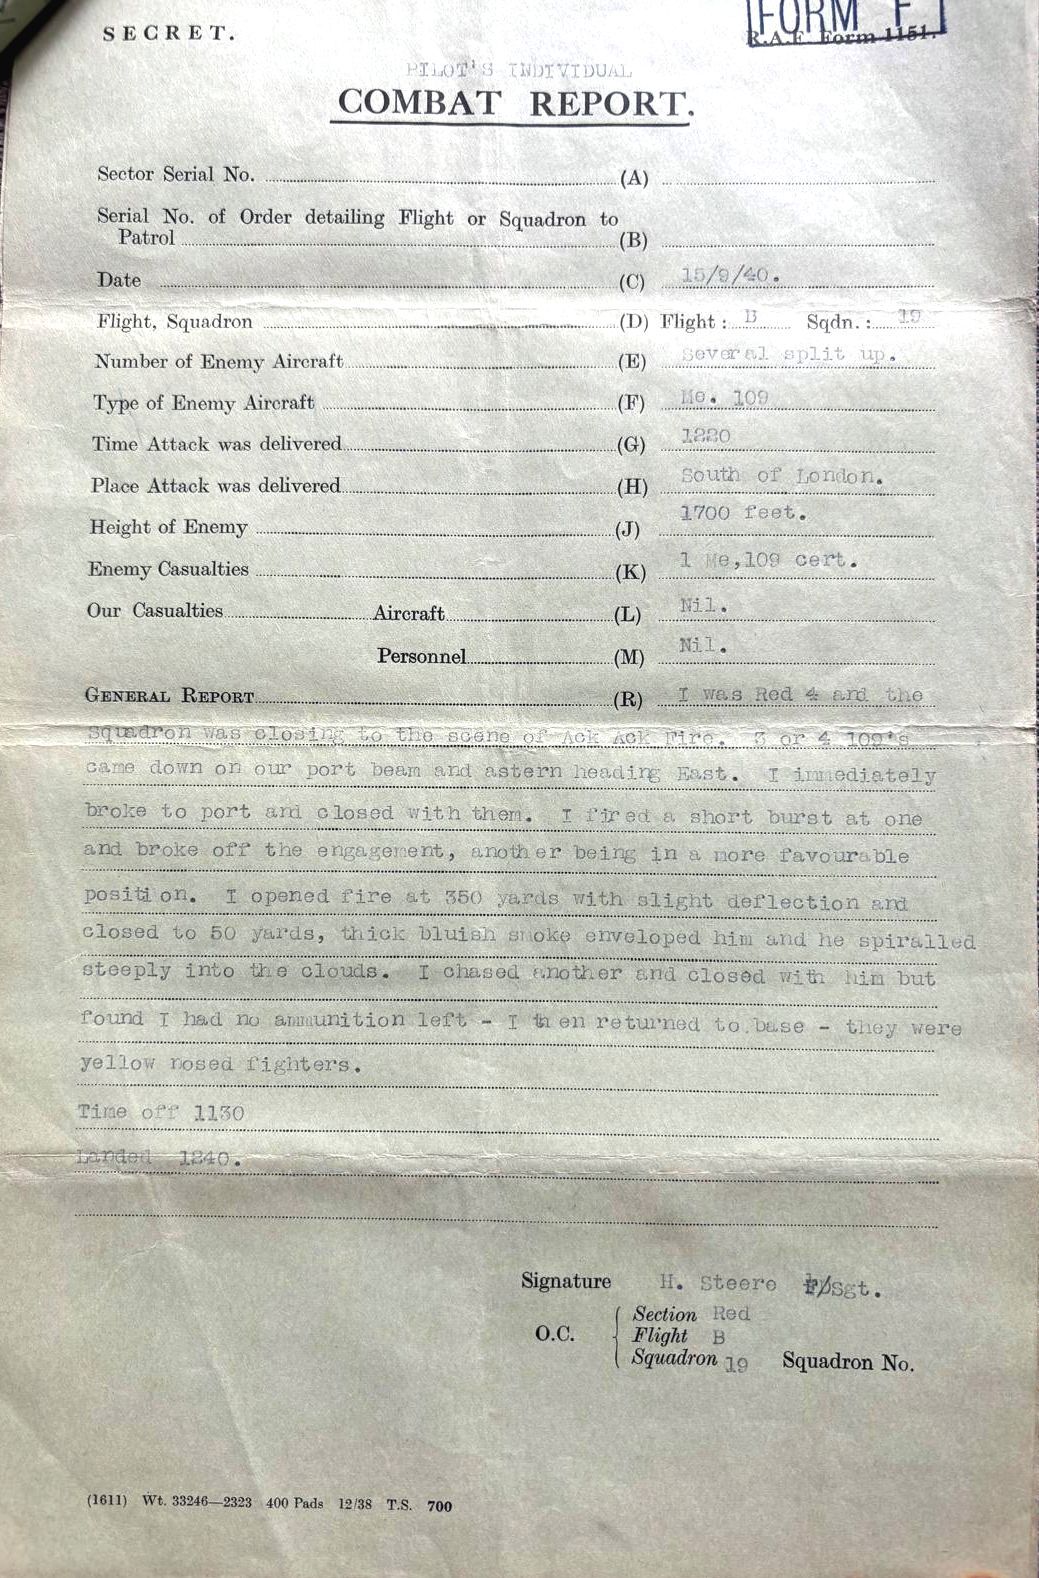 SECRET.
FORM F
R.A.F. Form 1151.
PILOT'S INDIVIDUAL
COMBAT REPORT.
Sector Serial No. (A)
Serial No. of Order detailing Flight or Squadron to
Patrol (B)
Date (C) 15/9/40.
Flight, Squadron (D) Flight : B Sqdn. : 19
Number of Enemy Aircraft (E) Several split up.
Type of Enemy Aircraft (F) Me. 109
Time Attack was delivered (G) 1220
Place Attack was delivered (H) South of London.
Height of Enemy (J) 1700 feet.
Enemy Casualties (K) 1 Me,109 cert.
Our Casualties Aircraft (L) Nil.
Personnel (M) Nil.
GENERAL REPORT (R) I was Red 4 and the
Squadron was closing to the scene of Ack Ack Fire. 3 or 4 109's
came down on our port beam and astern heading East. I immediately
broke to port and closed with them. I fired a short burst at one
and broke off the engagement, another being in a more favourable
position. I opened fire at 350 yards with slight deflection and
closed to 50 yards, thick bluish smoke enveloped him and he spiralled
steeply into the clouds. I chased another and closed with him but
found I had no ammunition left - I then returned to base - they were
yellow nosed fighters.
Time off 1130
Landed 1240.
Signature H. Steere F/Sgt.
O.C. Section Red
Flight B
Squadron 19 Squadron No.
(1611) Wt. 33246—2323 400 Pads 12/38 T.S. 700